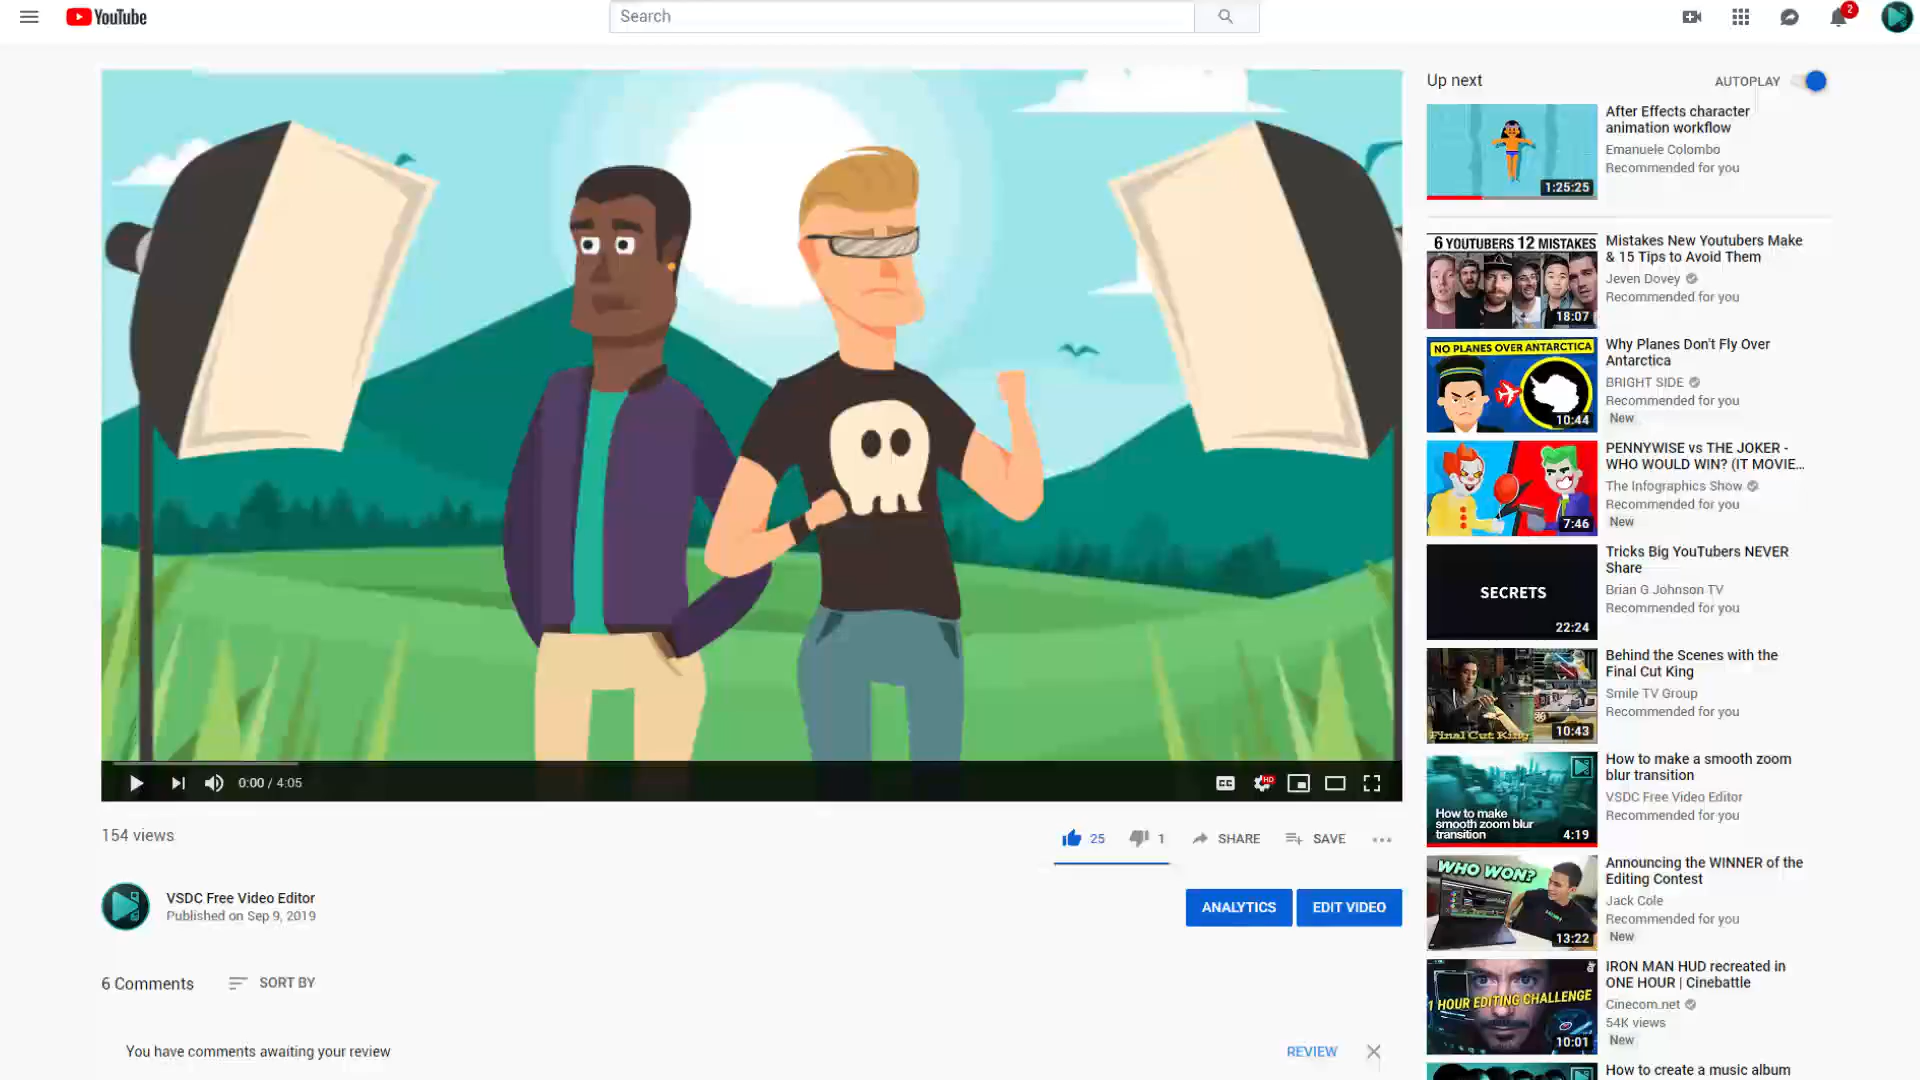 YouTube
Search
2
0:00 / 4:05
HD
CC
154 views
25
1
SHARE
SAVE
VSDC Free Video Editor
Published on Sep 9, 2019
ANALYTICS
EDIT VIDEO
6 Comments
SORT BY
You have comments awaiting your review
REVIEW
Up next
AUTOPLAY
1:25:25
After Effects character
animation workflow
Emanuele Colombo
Recommended for you
6 YOUTUBERS 12 MISTAKES
18:07
Mistakes New Youtubers Make
& 15 Tips to Avoid Them
Jeven Dovey
Recommended for you
NO PLANES OVER ANTARCTICA
10:44
Why Planes Don't Fly Over
Antarctica
BRIGHT SIDE
Recommended for you
New
7:46
PENNYWISE vs THE JOKER -
WHO WOULD WIN? (IT MOVIE...
The Infographics Show
Recommended for you
New
SECRETS
22:24
Tricks Big YouTubers NEVER
Share
Brian G Johnson TV
Recommended for you
Final Cut King
10:43
Behind the Scenes with the
Final Cut King
Smile TV Group
Recommended for you
How to make
smooth zoom blur
transition
4:19
How to make a smooth zoom
blur transition
VSDC Free Video Editor
Recommended for you
WHO WON?
13:22
Announcing the WINNER of the
Editing Contest
Jack Cole
Recommended for you
New
1 HOUR EDITING CHALLENGE
10:01
IRON MAN HUD recreated in
ONE HOUR | Cinebattle
Cinecom.net
54K views
New
How to create a music album